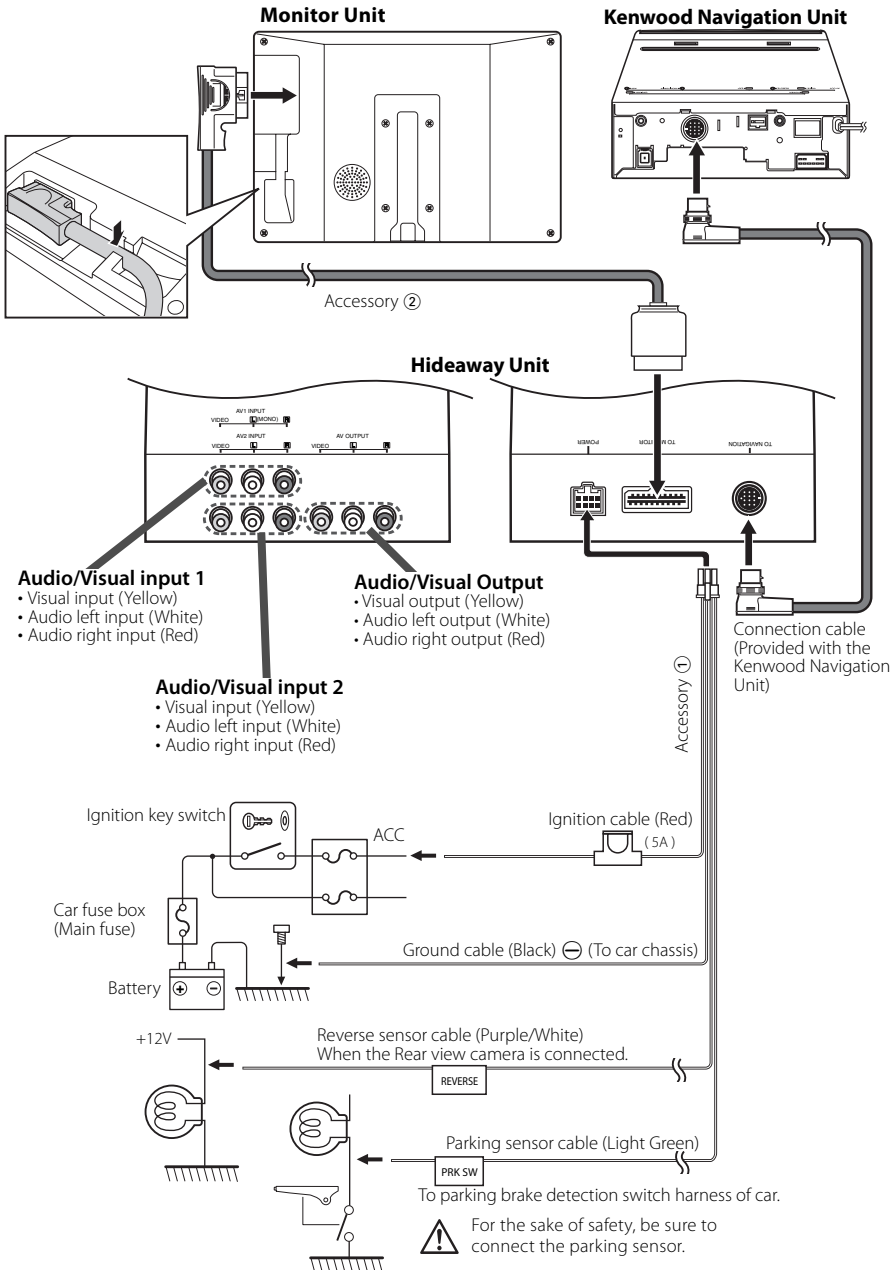 Monitor Unit
Kenwood Navigation Unit
Accessory ②
Hideaway Unit
AV1 INPUT
VIDEO L (MONO) R
AV2 INPUT
VIDEO L R
AV OUTPUT
VIDEO L R
POWER
TO MONITOR
TO NAVIGATION
Audio/Visual input 1
• Visual input (Yellow)
• Audio left input (White)
• Audio right input (Red)
Audio/Visual Output
• Visual output (Yellow)
• Audio left output (White)
• Audio right output (Red)
Audio/Visual input 2
• Visual input (Yellow)
• Audio left input (White)
• Audio right input (Red)
Connection cable
(Provided with the
Kenwood Navigation
Unit)
Accessory ①
Ignition key switch
ACC
Ignition cable (Red)
( 5A )
Car fuse box
(Main fuse)
Ground cable (Black) ⊖ (To car chassis)
Battery ⊕ ⊖
+12V
Reverse sensor cable (Purple/White)
When the Rear view camera is connected.
REVERSE
Parking sensor cable (Light Green)
PRK SW
To parking brake detection switch harness of car.
For the sake of safety, be sure to
connect the parking sensor.